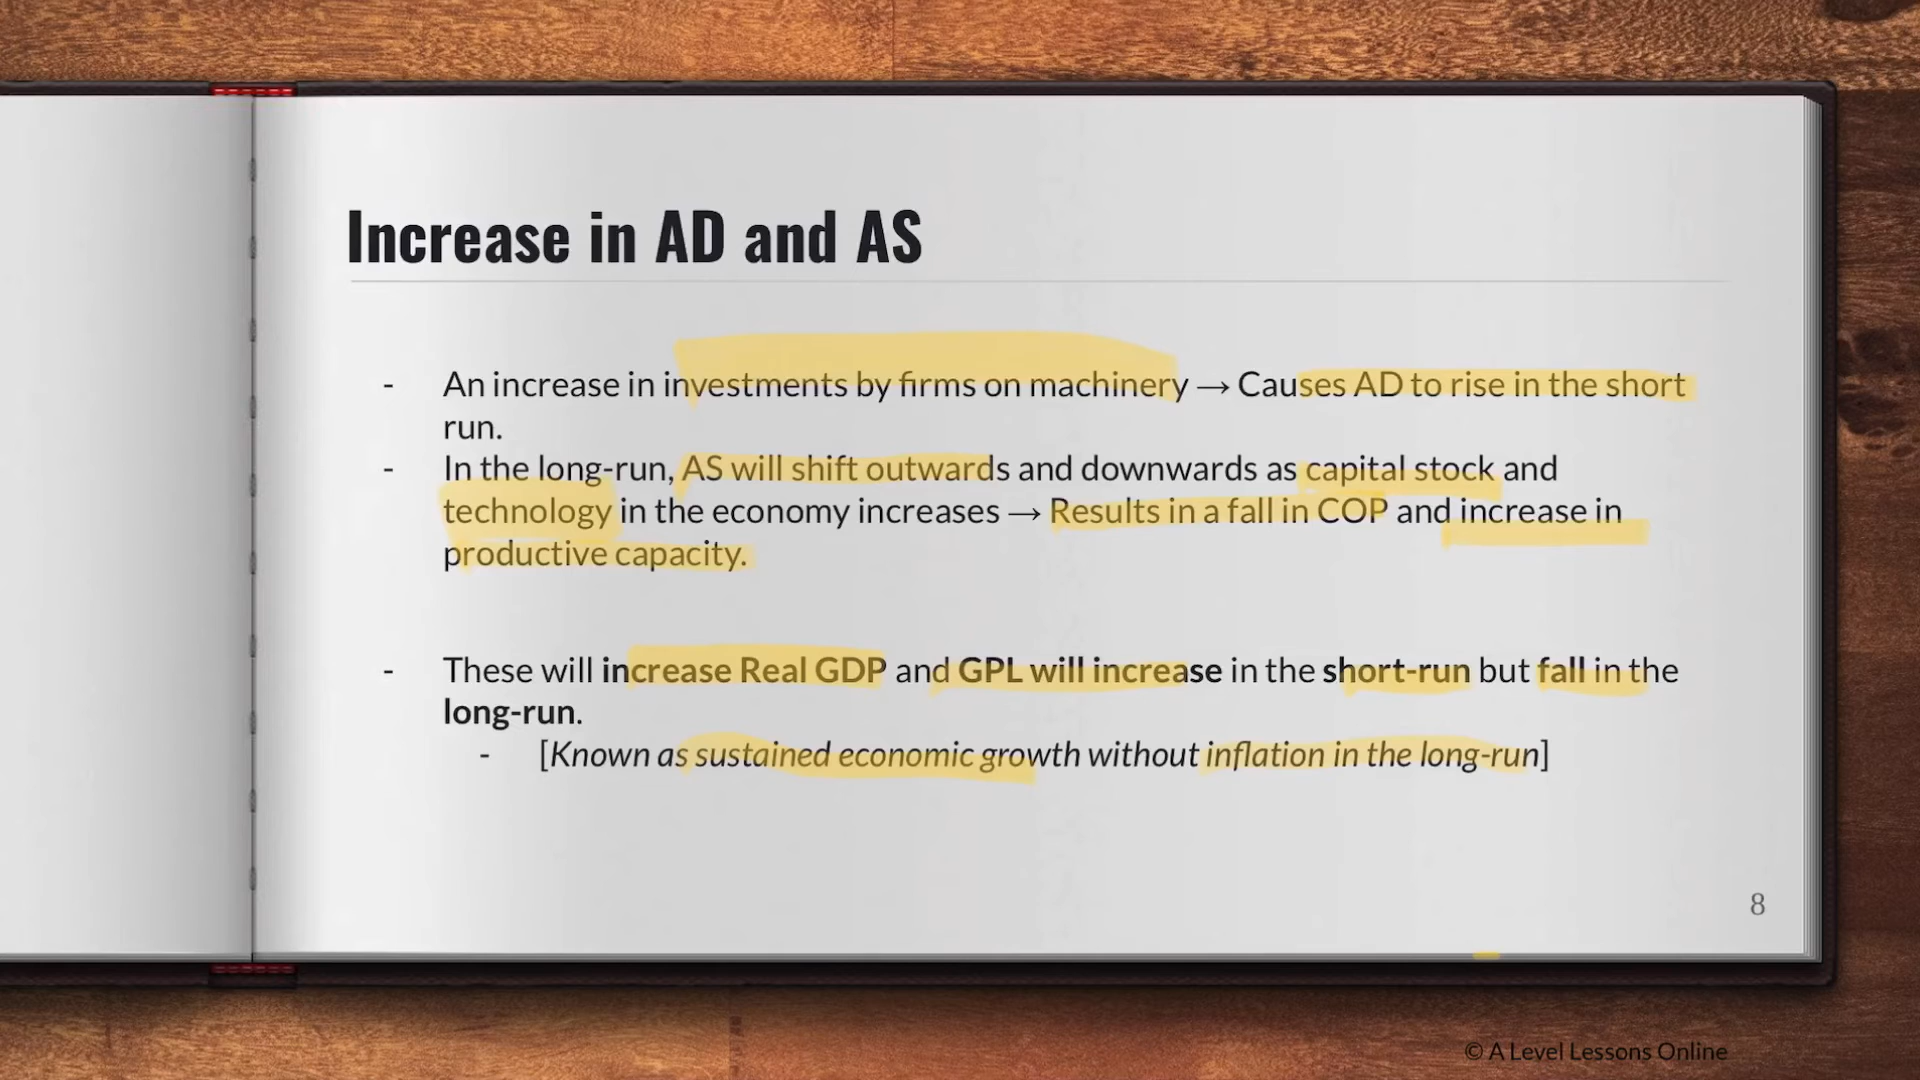 Increase in AD and AS
- An increase in investments by firms on machinery → Causes AD to rise in the short
run.
- In the long-run, AS will shift outwards and downwards as capital stock and
technology in the economy increases → Results in a fall in COP and increase in
productive capacity.
- These will increase Real GDP and GPL will increase in the short-run but fall in the
long-run.
- [Known as sustained economic growth without inflation in the long-run]
8
© A Level Lessons Online